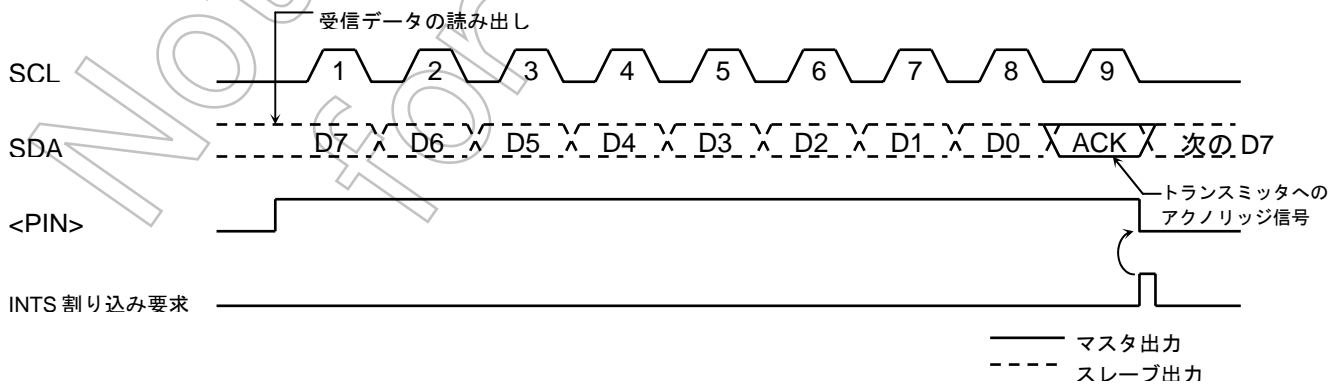 受信データの読み出し
SCL 1 2 3 4 5 6 7 8 9
SDA D7 D6 D5 D4 D3 D2 D1 D0 ACK 次の D7
トランスミッタへの
アクノリッジ信号
<PIN>
INTS 割り込み要求
マスタ出力
スレーブ出力
for